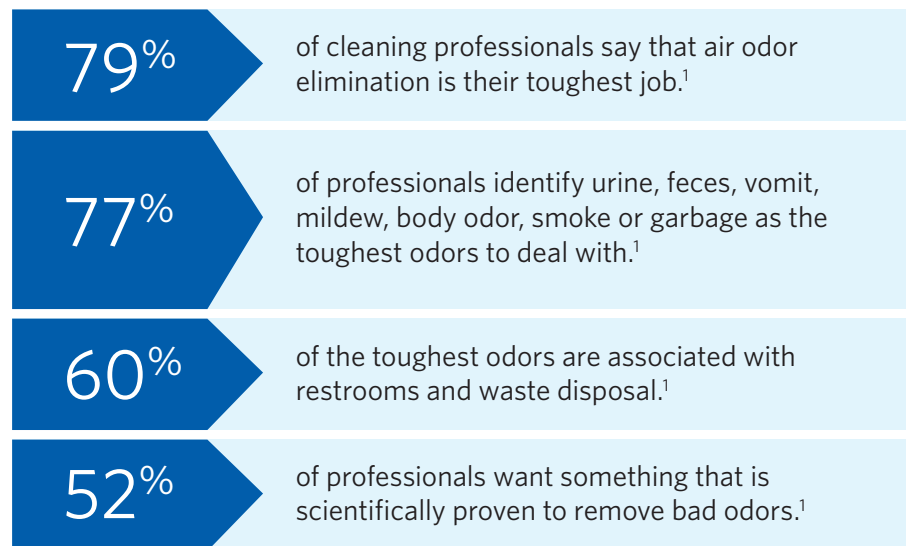 79%
of cleaning professionals say that air odor
elimination is their toughest job.1
77%
of professionals identify urine, feces, vomit,
mildew, body odor, smoke or garbage as the
toughest odors to deal with.1
60%
of the toughest odors are associated with
restrooms and waste disposal.1
52%
of professionals want something that is
scientifically proven to remove bad odors.1